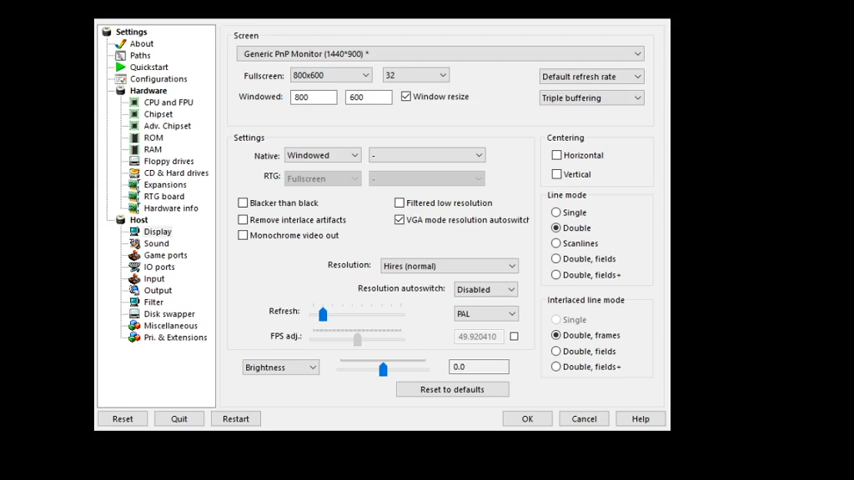 Settings
About
Paths
Quickstart
Configurations
Hardware
CPU and FPU
Chipset
Adv. Chipset
ROM
RAM
Floppy drives
CD & Hard drives
Expansions
RTG board
Hardware info
Host
Display
Sound
Game ports
IO ports
Input
Output
Filter
Disk swapper
Miscellaneous
Pri. & Extensions
Screen
Generic PnP Monitor (1440*900) *
Fullscreen: 800x600 32 Default refresh rate
Windowed: 800 600 Window resize Triple buffering
Settings
Native: Windowed -
RTG: Fullscreen -
Blacker than black Filtered low resolution
Remove interlace artifacts VGA mode resolution autoswitch
Monochrome video out
Resolution: Hires (normal)
Resolution autoswitch: Disabled
Refresh: PAL
FPS adj.: 49.920410
Brightness 0.0
Reset to defaults
Centering
Horizontal
Vertical
Line mode
Single
Double
Scanlines
Double, fields
Double, fields+
Interlaced line mode
Single
Double, frames
Double, fields
Double, fields+
Reset Quit Restart OK Cancel Help